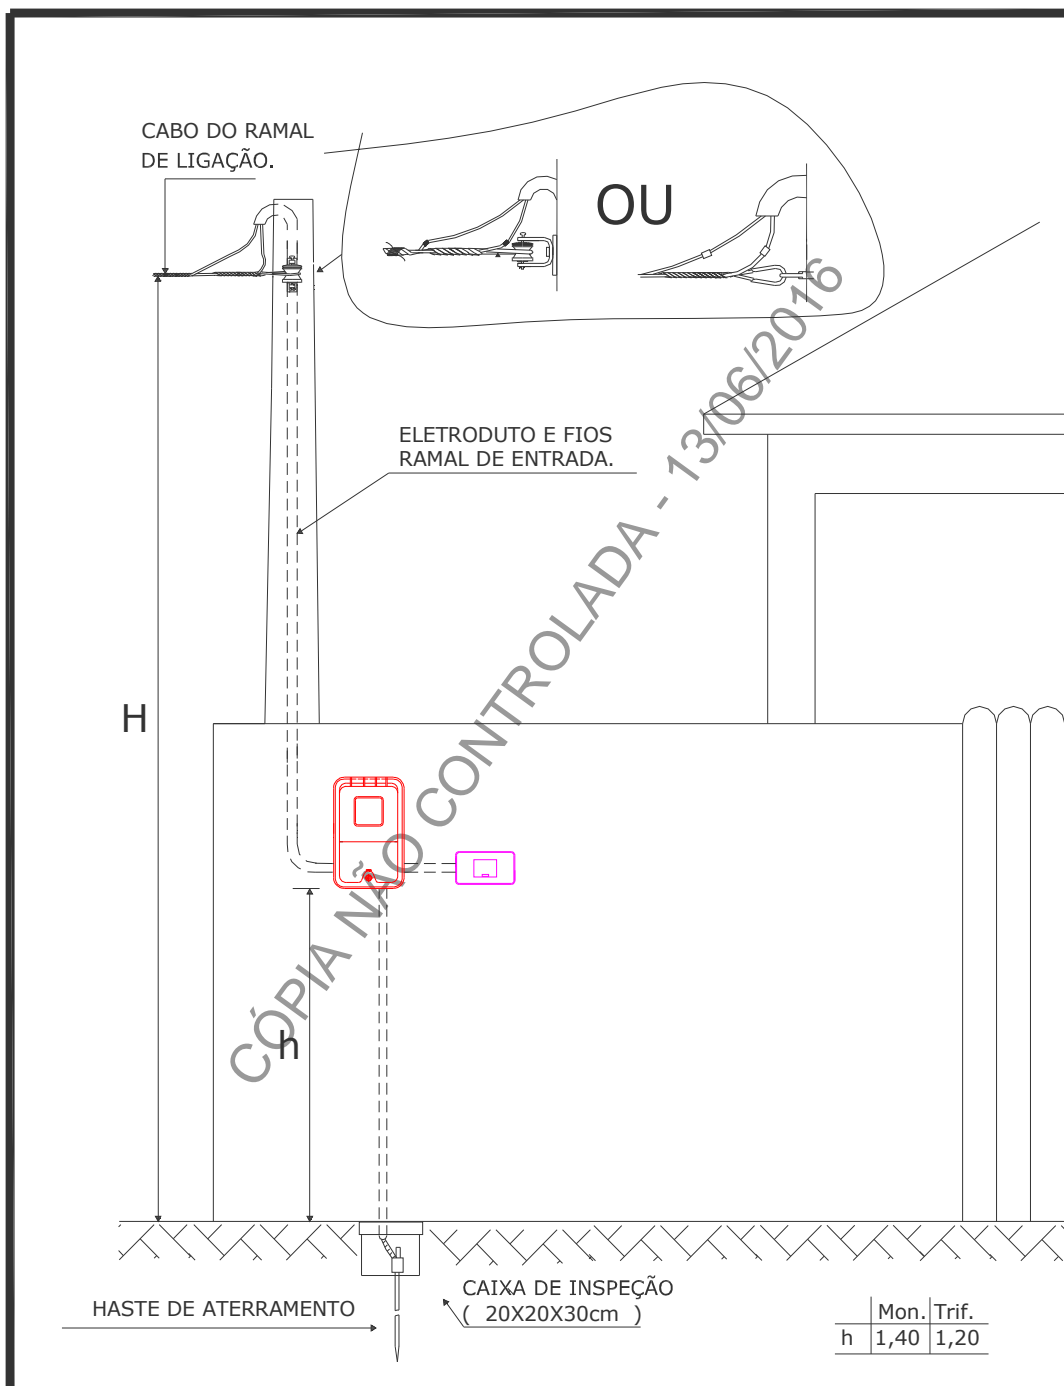 CABO DO RAMAL
DE LIGAÇÃO.
OU
ELETRODUTO E FIOS
RAMAL DE ENTRADA.
H
h
CÓPIA NÃO CONTROLADA - 13/06/2016
HASTE DE ATERRAMENTO
CAIXA DE INSPEÇÃO
( 20X20X30cm )
Mon. Trif.
h 1,40 1,20